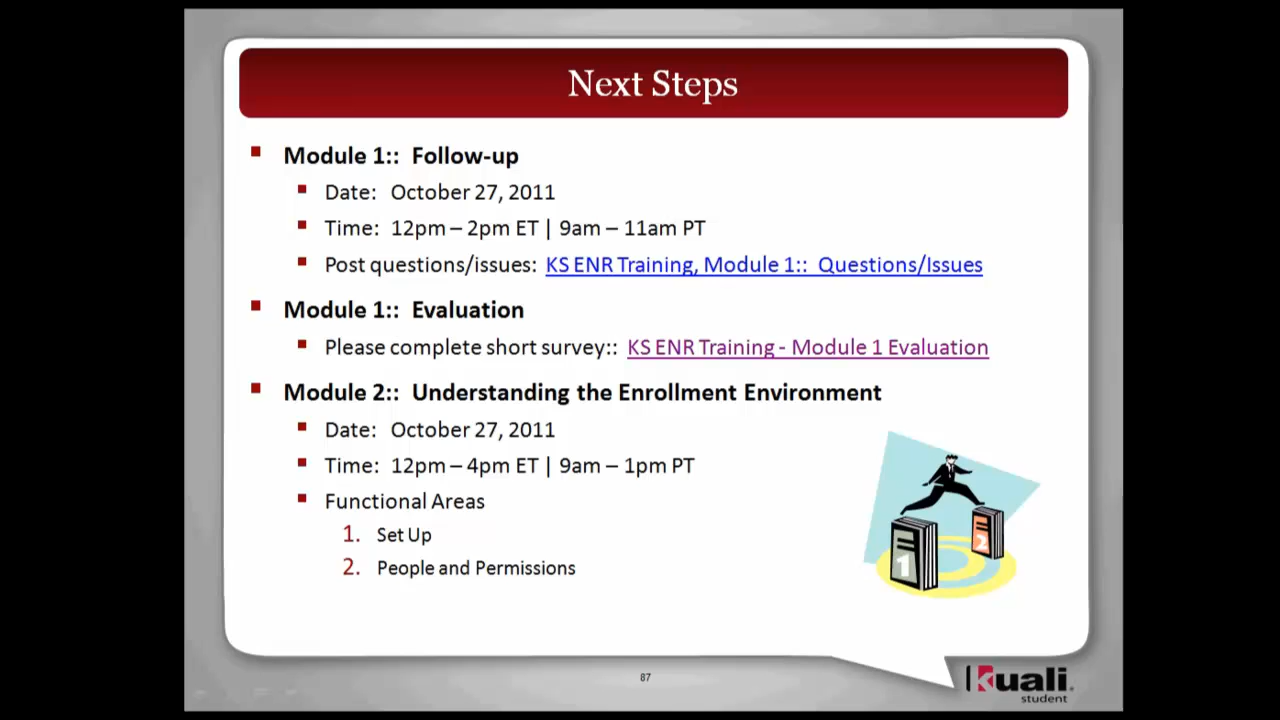 Next Steps
Module 1:: Follow-up
Date: October 27, 2011
Time: 12pm – 2pm ET | 9am – 11am PT
Post questions/issues: KS ENR Training, Module 1:: Questions/Issues
Module 1:: Evaluation
Please complete short survey:: KS ENR Training - Module 1 Evaluation
Module 2:: Understanding the Enrollment Environment
Date: October 27, 2011
Time: 12pm – 4pm ET | 9am – 1pm PT
Functional Areas
1. Set Up
2. People and Permissions
1
2
87
kuali
student